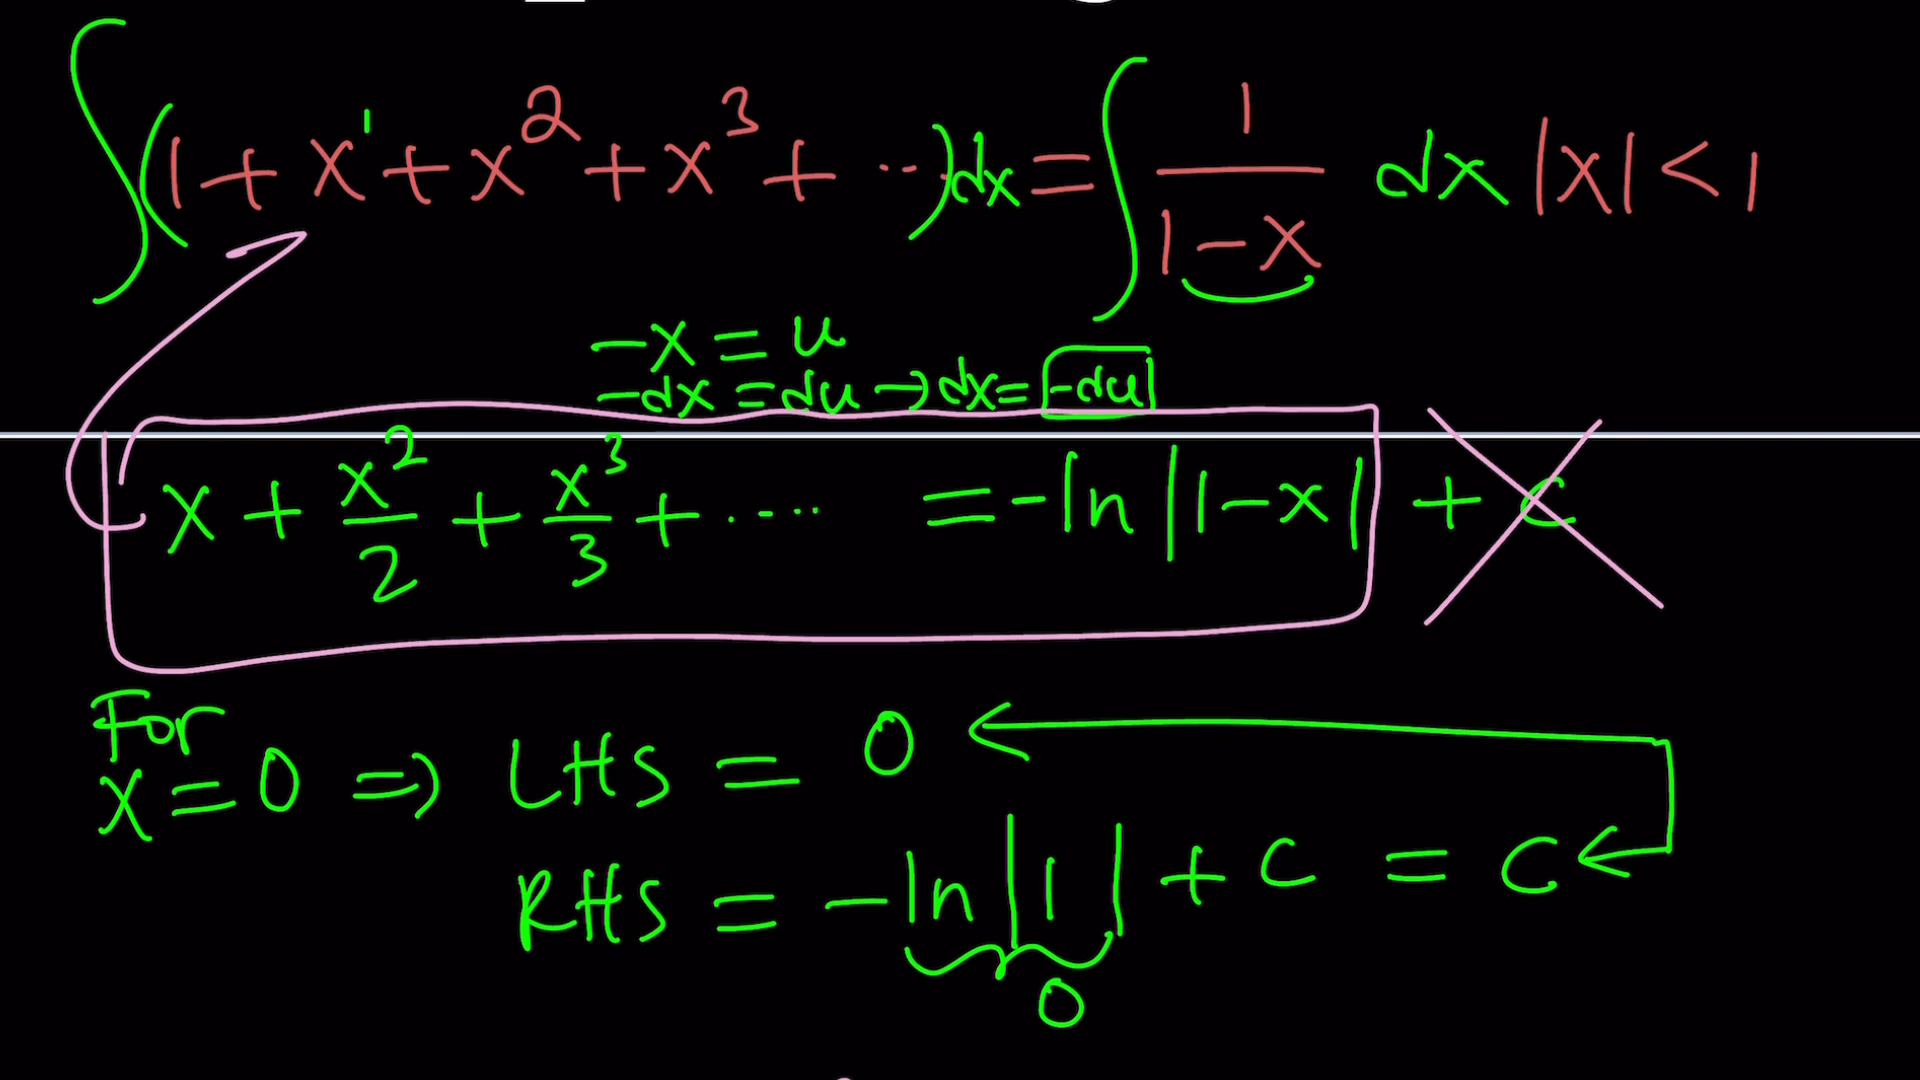 ∫(1 + x¹ + x² + x³ + ...)dx = ∫ 1/(1-x) dx |x| < 1
-x = u
-dx = du → dx = -du
x + x²/2 + x³/3 + ..... = -ln|1-x| + c
For
x = 0 ⇒ LHS = 0
RHS = -ln|1| + c = c
0